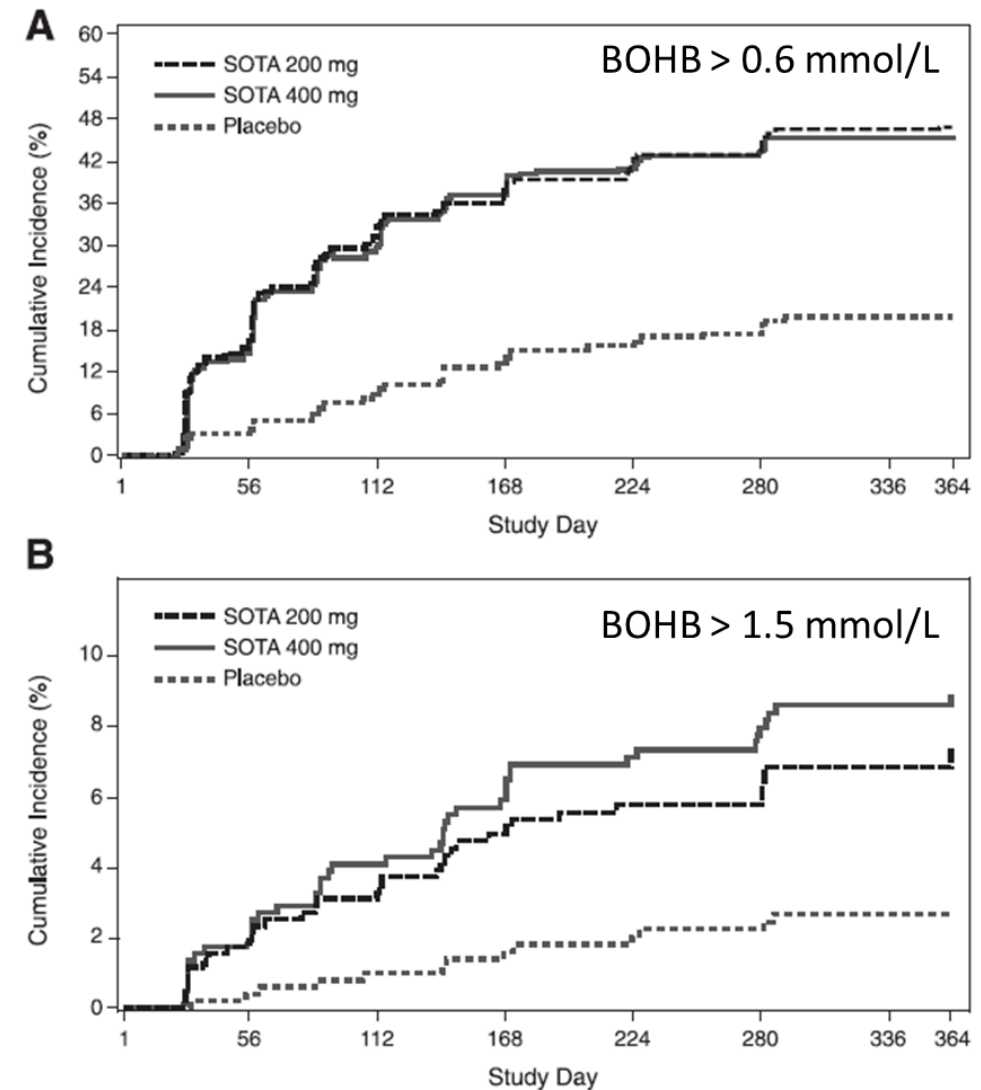 A
BOHB > 0.6 mmol/L
SOTA 200 mg
SOTA 400 mg
Placebo
Cumulative Incidence (%)
60
54
48
42
36
30
24
18
12
6
0
1 56 112 168 224 280 336 364
Study Day
B
BOHB > 1.5 mmol/L
SOTA 200 mg
SOTA 400 mg
Placebo
Cumulative Incidence (%)
10
8
6
4
2
0
1 56 112 168 224 280 336 364
Study Day